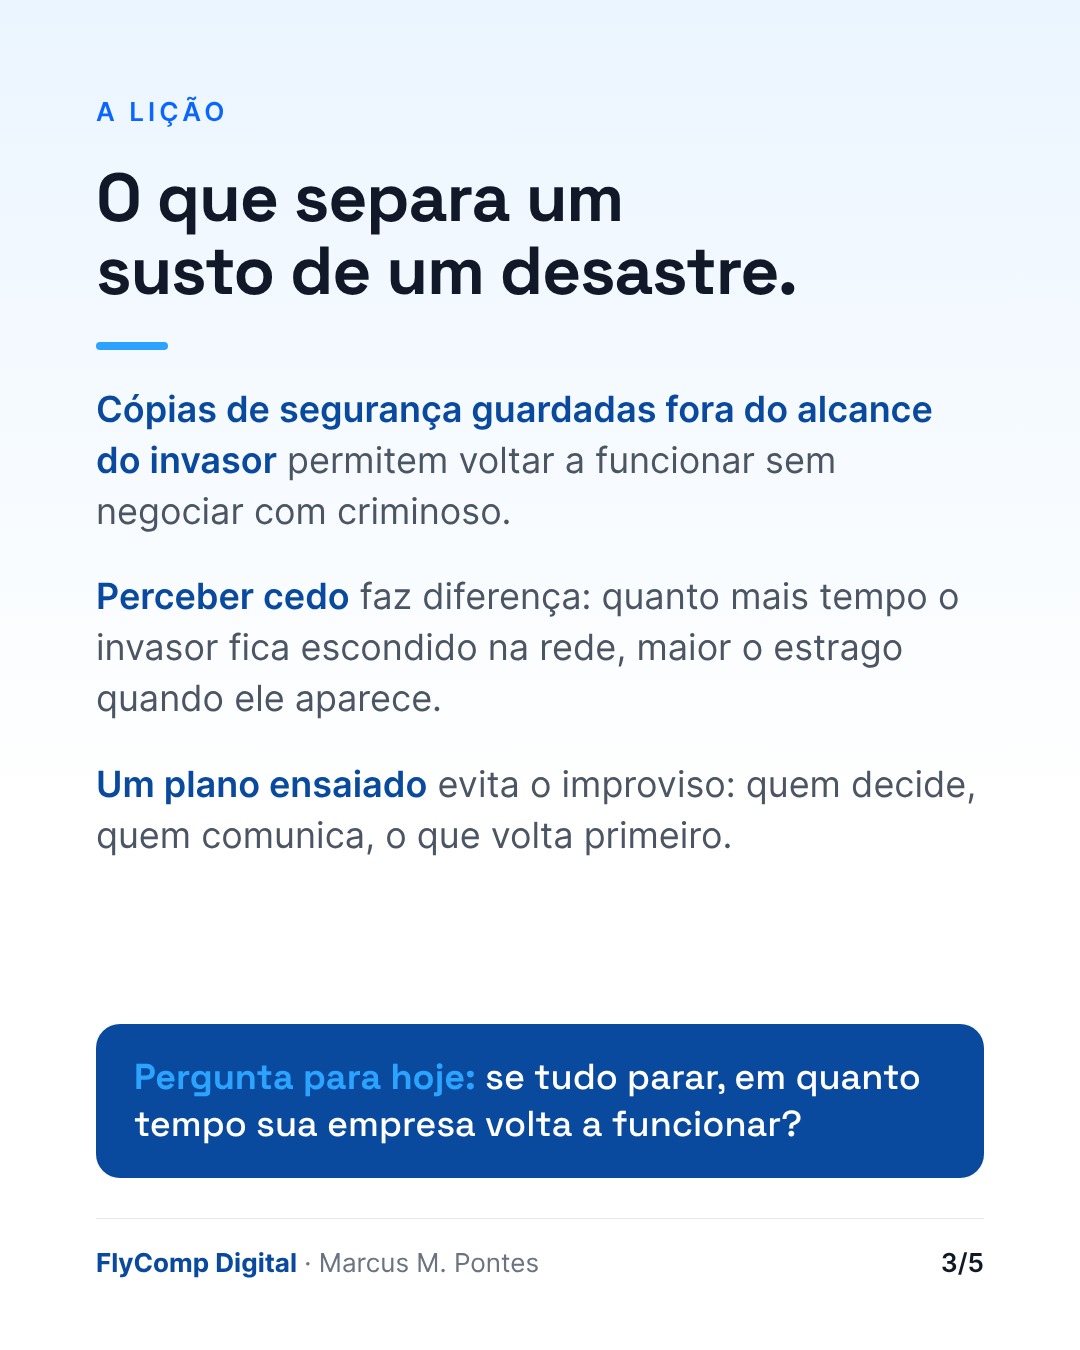 A LIÇÃO
O que separa um
susto de um desastre.
Cópias de segurança guardadas fora do alcance
do invasor permitem voltar a funcionar sem
negociar com criminoso.
Perceber cedo faz diferença: quanto mais tempo o
invasor fica escondido na rede, maior o estrago
quando ele aparece.
Um plano ensaiado evita o improviso: quem decide,
quem comunica, o que volta primeiro.
Pergunta para hoje: se tudo parar, em quanto
tempo sua empresa volta a funcionar?
FlyComp Digital · Marcus M. Pontes
3/5